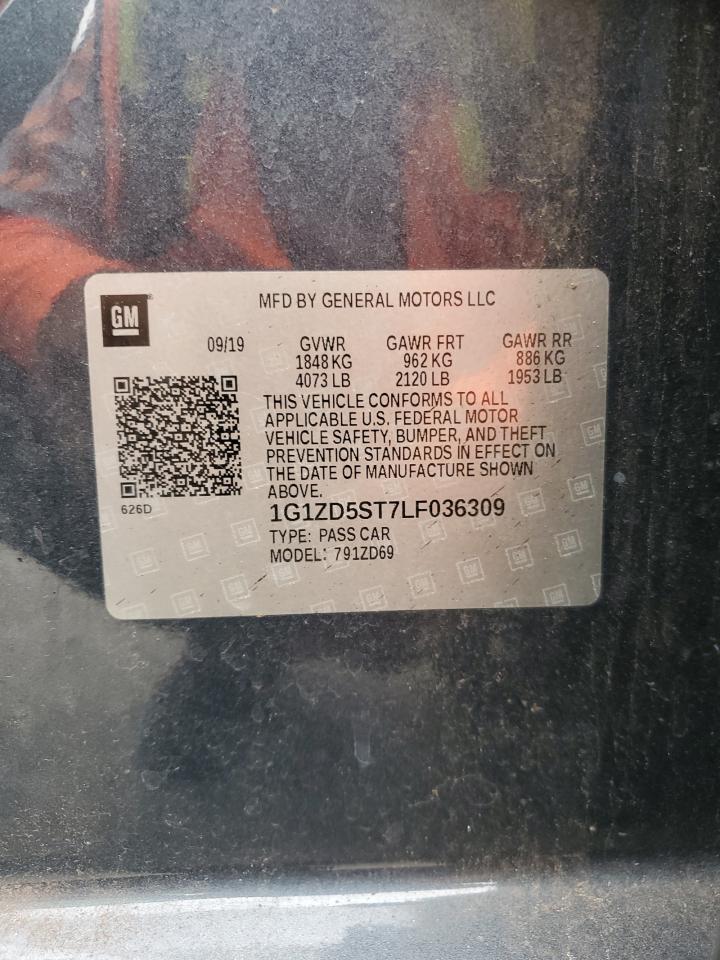 GM
MFD BY GENERAL MOTORS LLC
09/19 GVWR GAWR FRT GAWR RR
1848 KG 962 KG 886 KG
4073 LB 2120 LB 1953 LB
THIS VEHICLE CONFORMS TO ALL
APPLICABLE U.S. FEDERAL MOTOR
VEHICLE SAFETY, BUMPER, AND THEFT
PREVENTION STANDARDS IN EFFECT ON
THE DATE OF MANUFACTURE SHOWN
ABOVE.
626D
1G1ZD5ST7LF036309
TYPE: PASS CAR
MODEL: 791ZD69